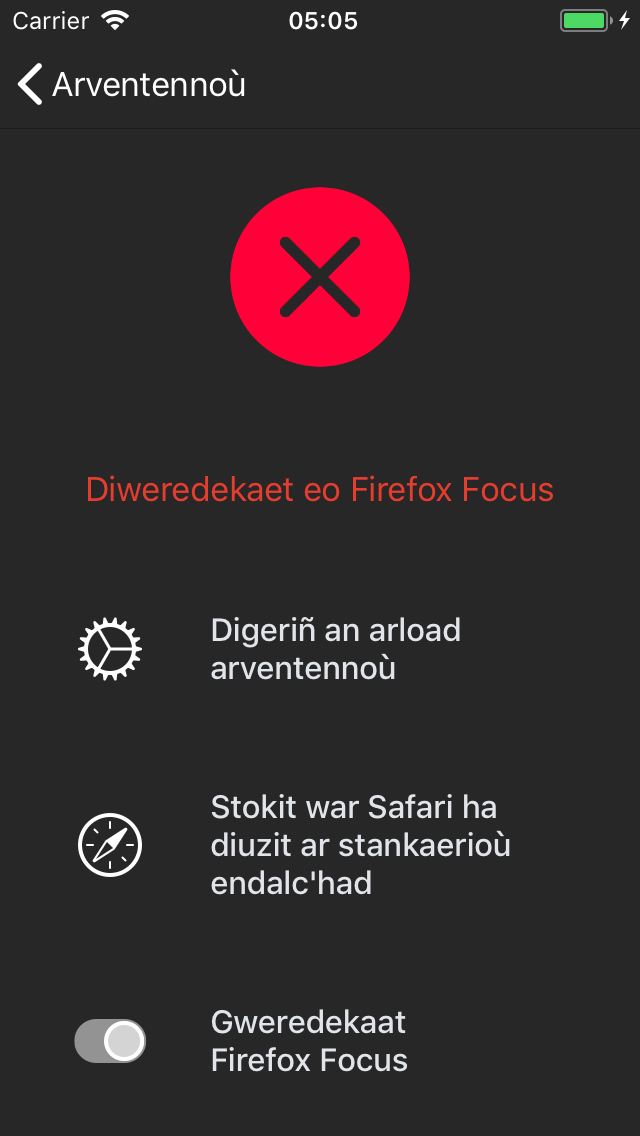 Carrier 05:05
Arventennoù
Diweredekaet eo Firefox Focus
Digeriñ an arload
arventennoù
Stokit war Safari ha
diuzit ar stankaerioù
endalc'had
Gweredekaat
Firefox Focus